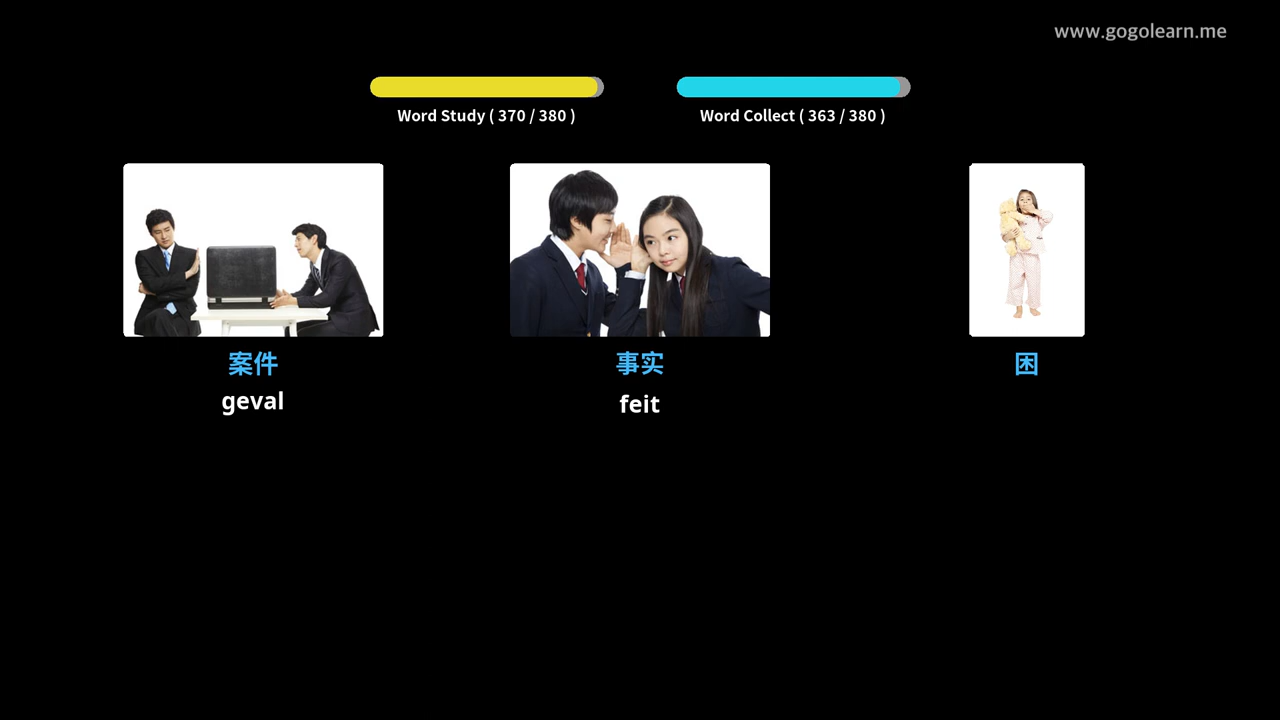 www.gogolearn.me
Word Study ( 370 / 380 )
Word Collect ( 363 / 380 )
案件
geval
事实
feit
困